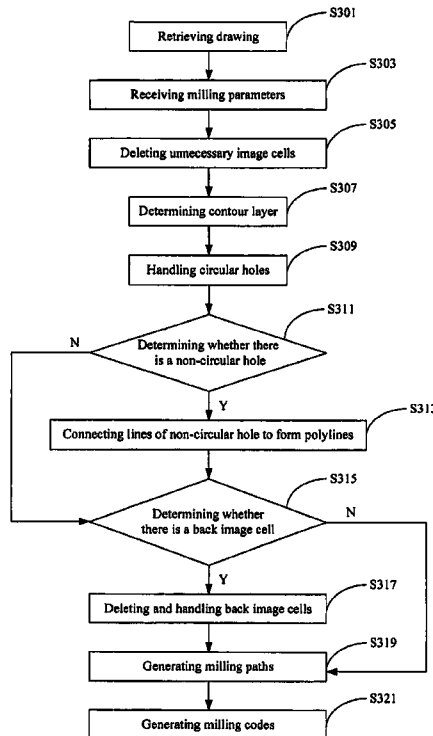 S301
Retrieving drawing
S303
Receiving milling parameters
S305
Deleting unnecessary image cells
S307
Determining contour layer
S309
Handling circular holes
S311
N
Determining whether there
is a non-circular hole
Y
S313
Connecting lines of non-circular hole to form polylines
S315
Determining whether
there is a back image cell
N
Y
S317
Deleting and handling back image cells
S319
Generating milling paths
S321
Generating milling codes